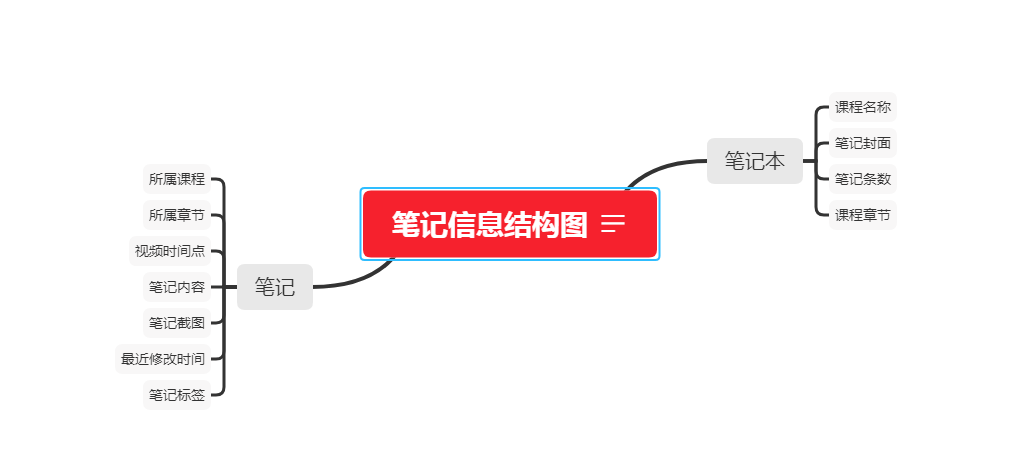 笔记信息结构图
笔记本
课程名称
笔记封面
笔记条数
课程章节
笔记
所属课程
所属章节
视频时间点
笔记内容
笔记截图
最近修改时间
笔记标签